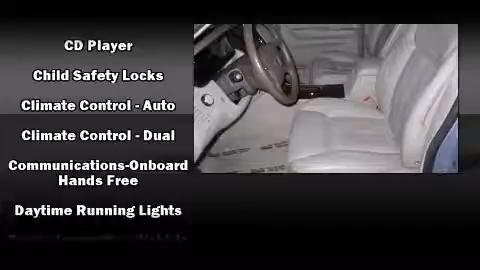 CD Player
Child Safety Locks
Climate Control - Auto
Climate Control - Dual
Communications-Onboard
Hands Free
Daytime Running Lights